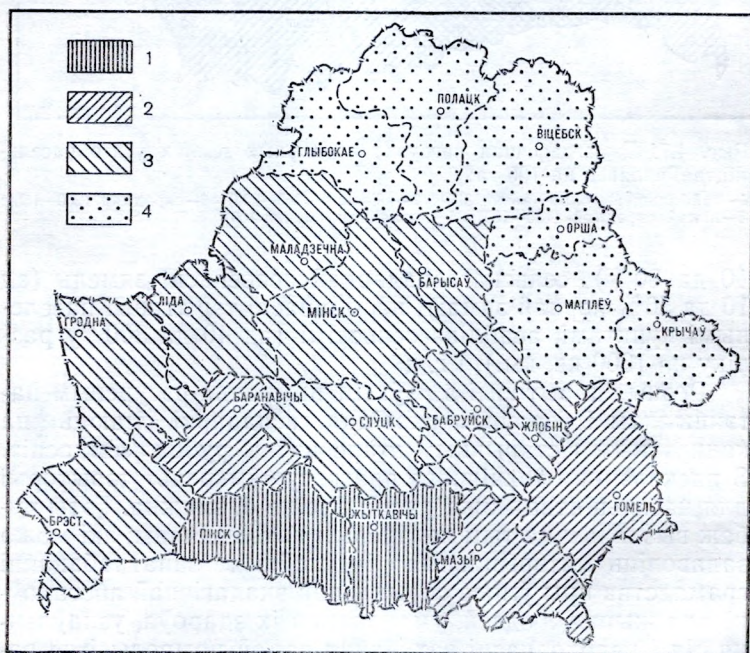 1
2
3
4
ПОЛАЦК
ВІЦЕБСК
ГЛЫБОКАЕ
ОРША
МАЛАДЗЕЧНА
БАРЫСАЎ
ЛІДА
МІНСК
МАГІЛЕЎ
КРЫЧАЎ
ГРОДНА
БАРАНАВІЧЫ
СЛУЦК
БАБРУЙСК
ЖЛОБІН
БРЭСТ
ПІНСК
ЖЫТКАВІЧЫ
ГОМЕЛЬ
МАЗЫР